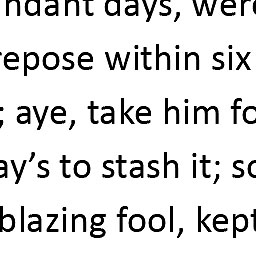 ndant days, were
repose within six
; aye, take him fo
ay’s to stash it; so
blazing fool, kept